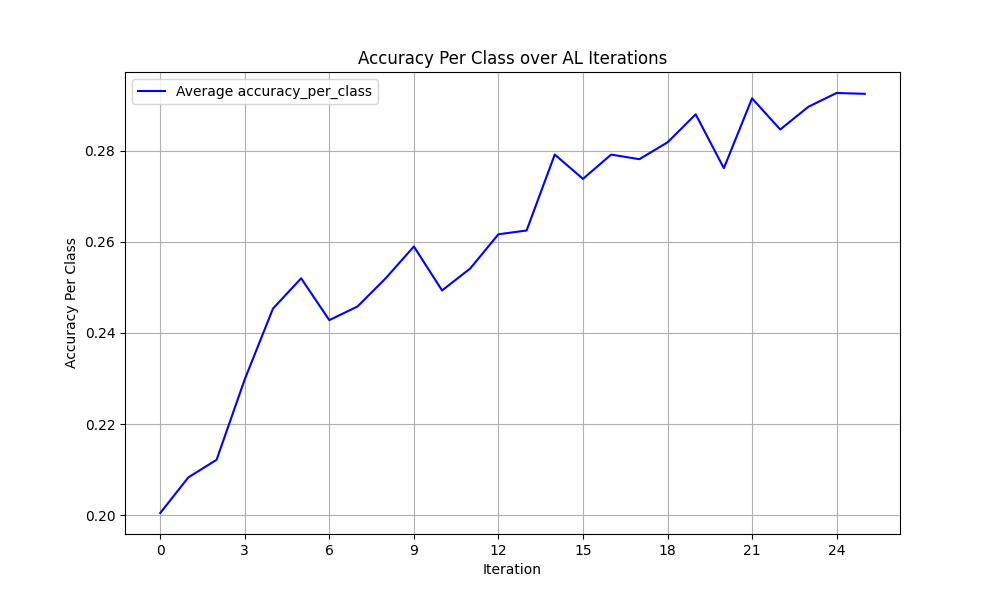 Accuracy Per Class over AL Iterations
Average accuracy_per_class
Accuracy Per Class
0.28
0.26
0.24
0.22
0.20
0 3 6 9 12 15 18 21 24
Iteration